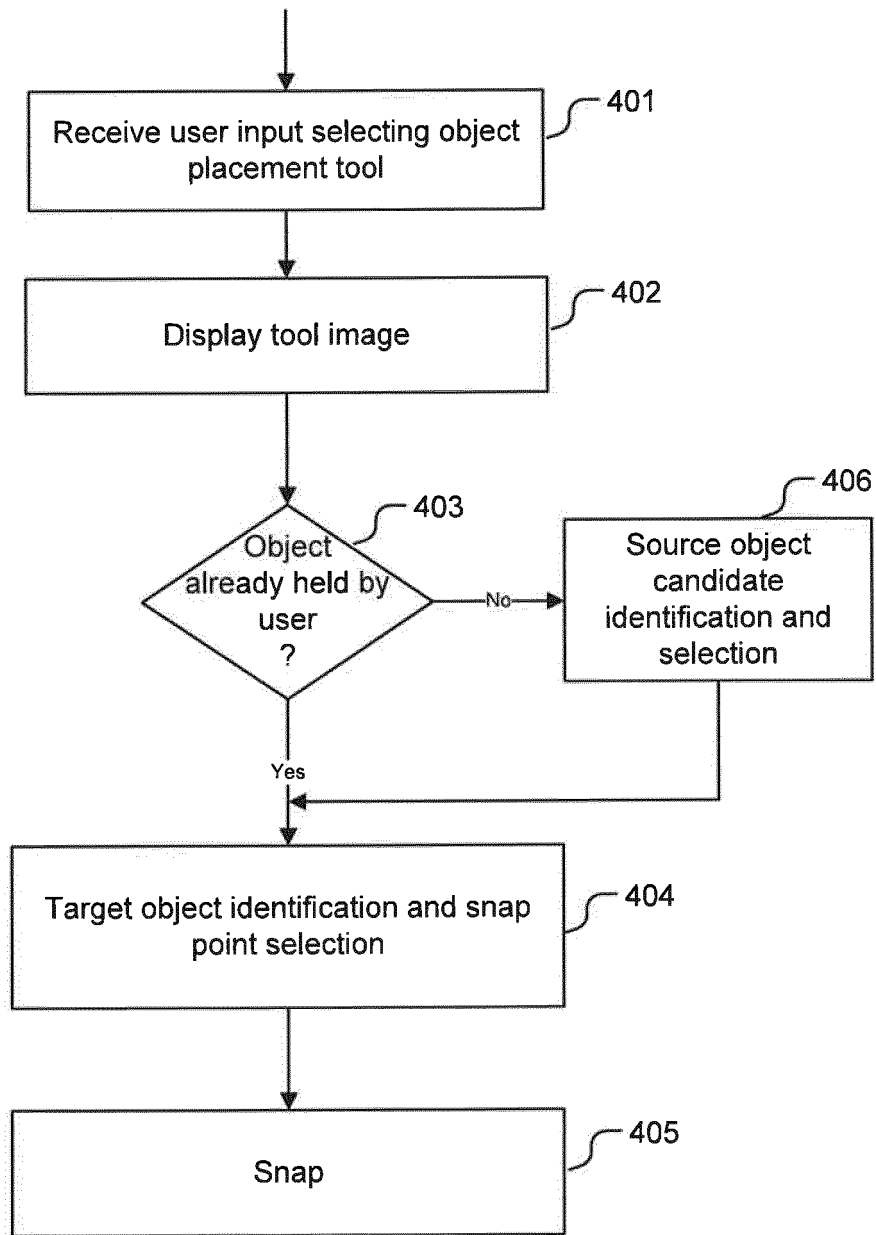 401
Receive user input selecting object
placement tool
402
Display tool image
403
Object
already held by
user
?
No
406
Source object
candidate
identification and
selection
Yes
404
Target object identification and snap
point selection
405
Snap